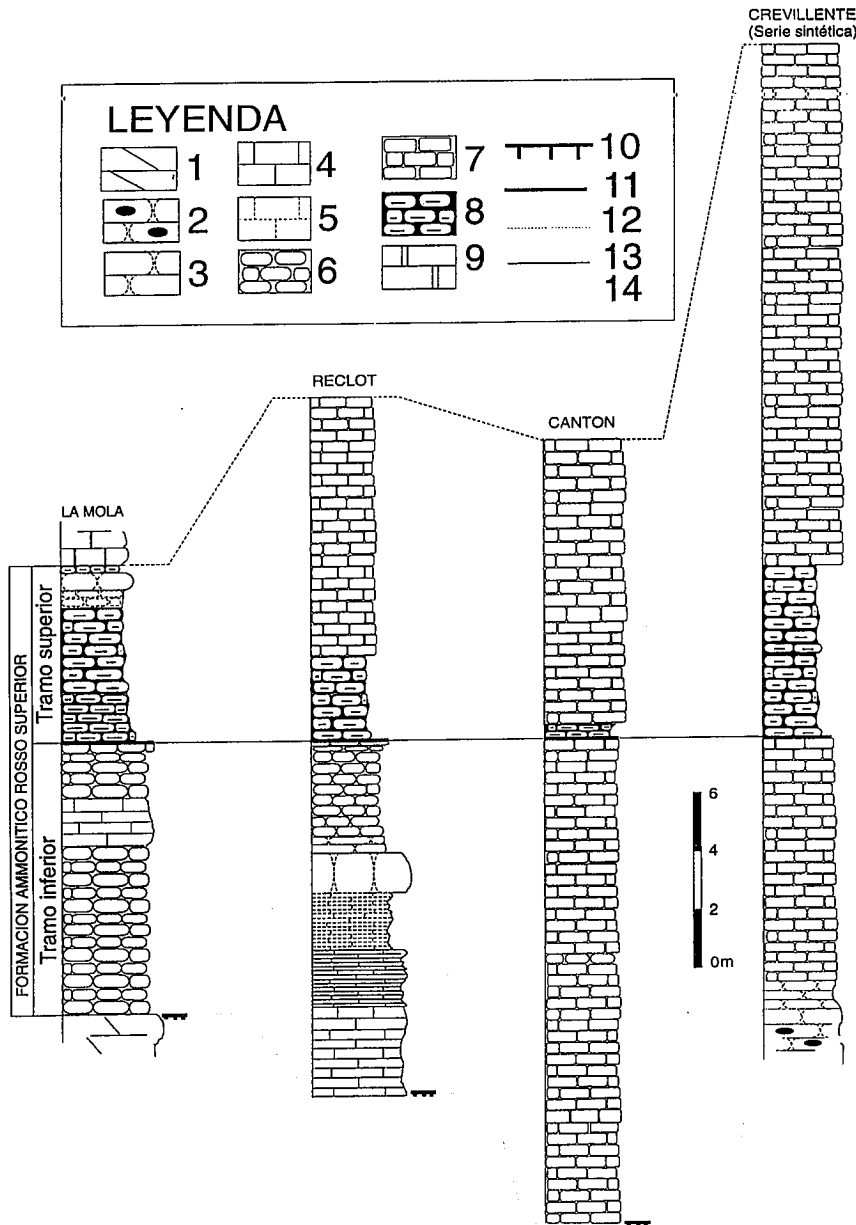 CREVILLENTE
(Serie sintética)
LEYENDA
1
4
7
10
2
5
8
11
12
3
6
9
13
14
RECLOT
CANTON
LA MOLA
FORMACION AMMONITICO ROSSO SUPERIOR
Tramo superior
Tramo inferior
6
4
2
0m